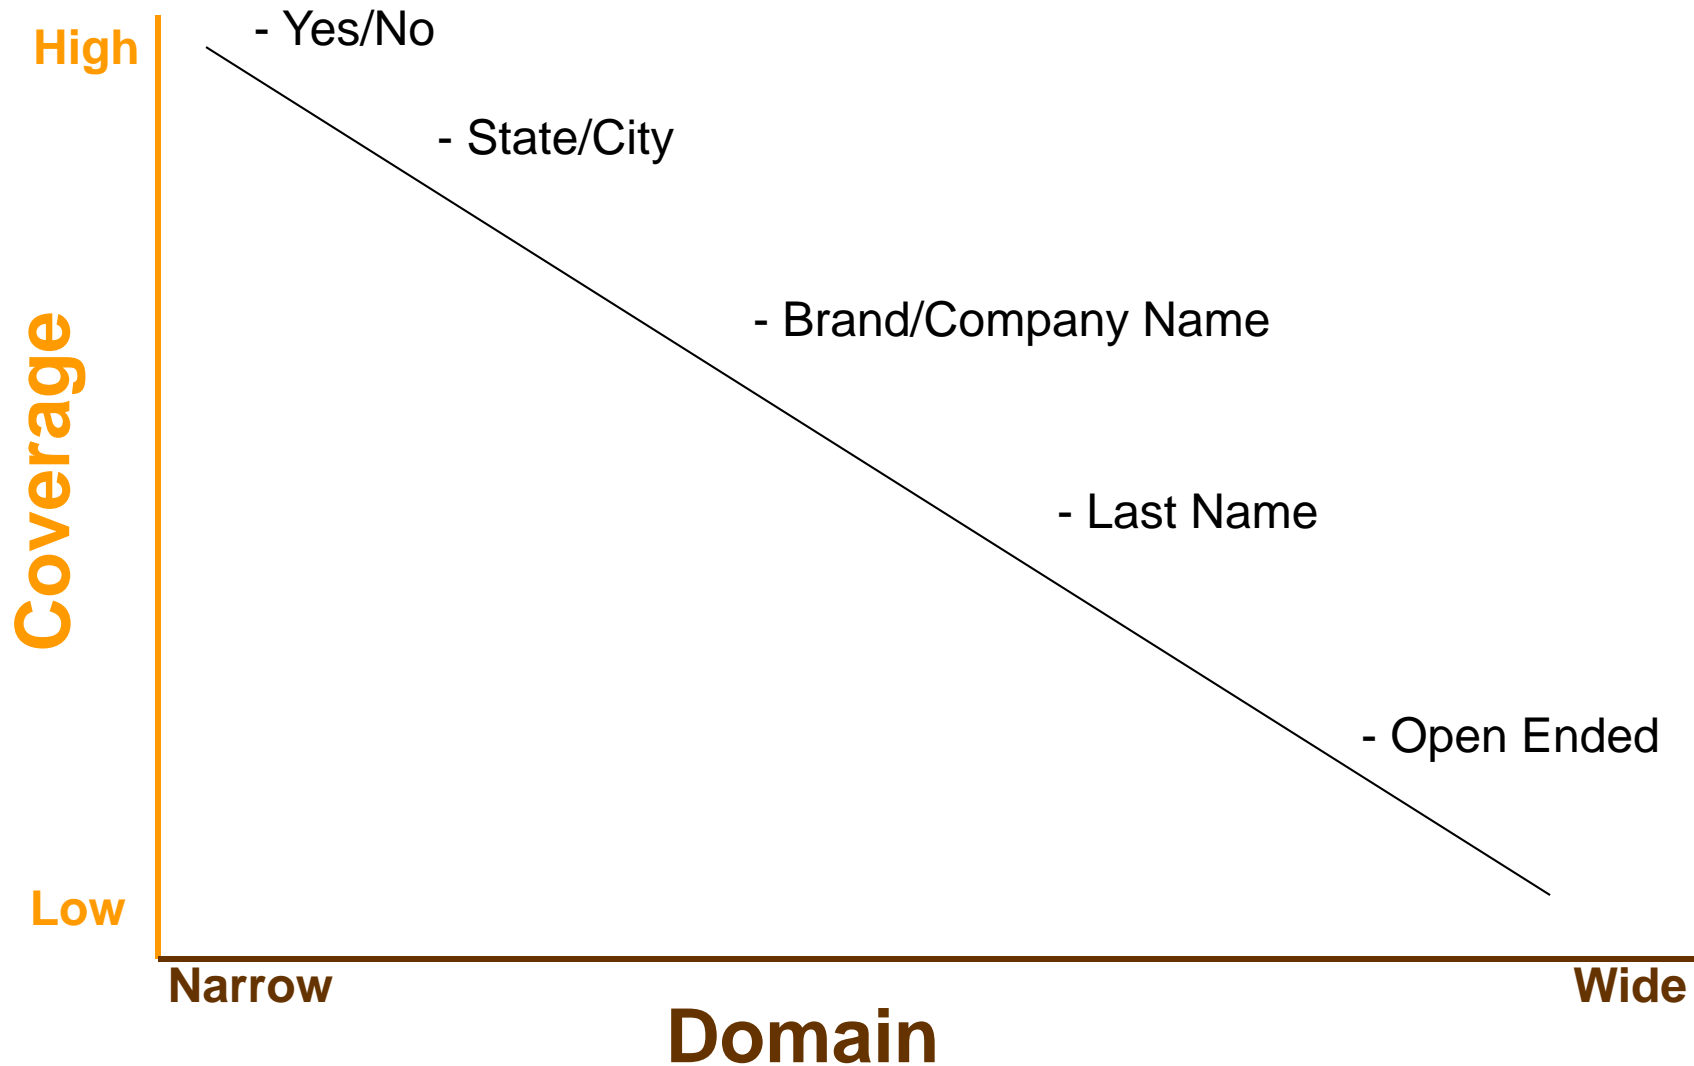 - Yes/No
High
- State/City
- Brand/Company Name
Coverage
- Last Name
- Open Ended
Low
Narrow
Wide
Domain